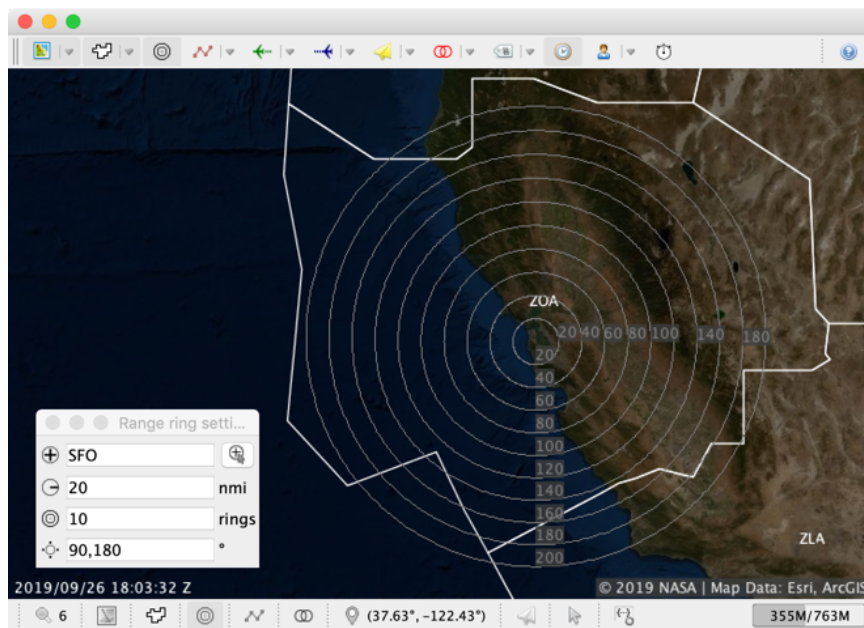 ZOA
20 40 60 80 100 140 180
20
40
60
80
100
120
140
160
180
200
Range ring setti...
SFO
20 nmi
10 rings
90,180 °
ZLA
2019/09/26 18:03:32 Z
© 2019 NASA | Map Data: Esri, ArcGIS
6
(37.63°, -122.43°)
355M/763M